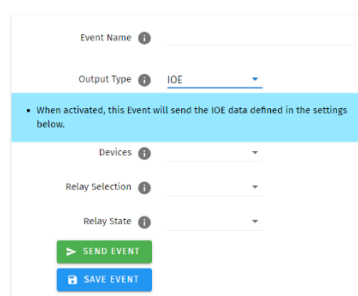 Event Name
Output Type IOE
• When activated, this Event will send the IOE data defined in the settings
below.
Devices
Relay Selection
Relay State
SEND EVENT
SAVE EVENT